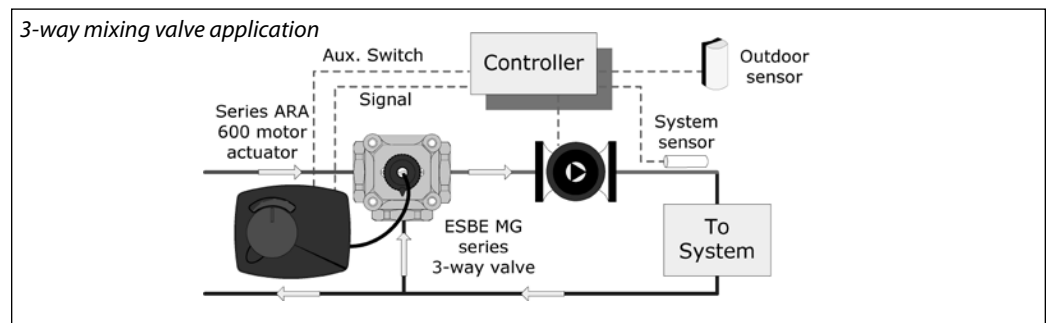 3-way mixing valve application
Aux. Switch
Controller
Outdoor
sensor
Signal
Series ARA
600 motor
actuator
System
sensor
ESBE MG
series
3-way valve
To
System